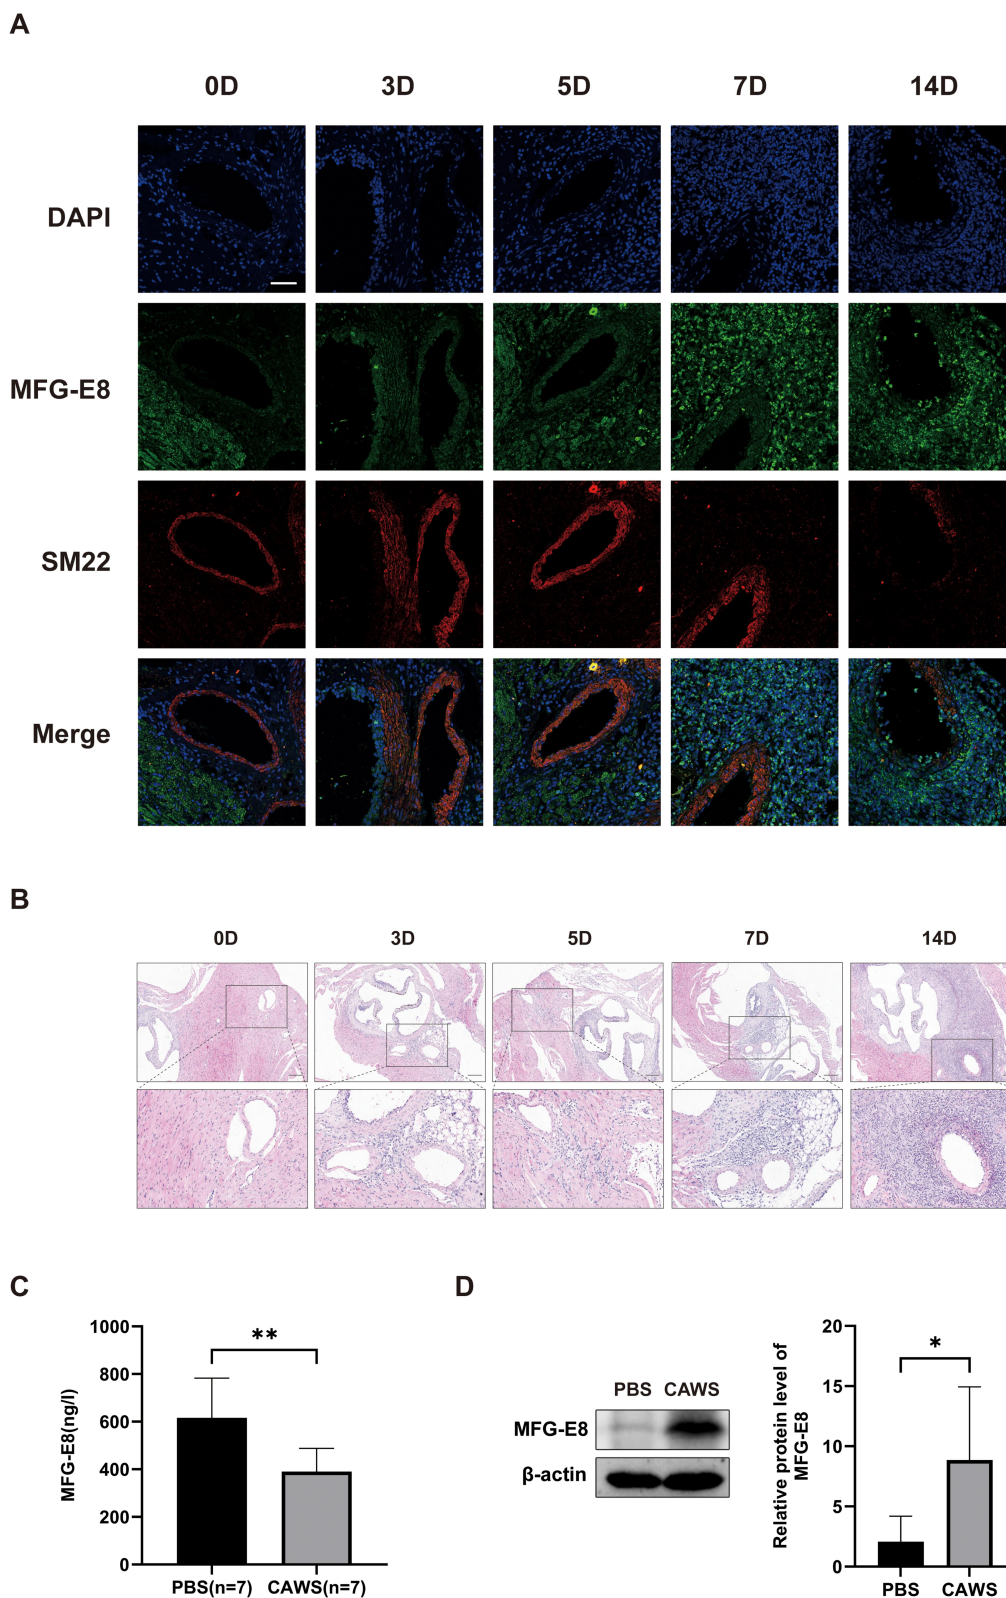 A
0D 3D 5D 7D 14D
DAPI
MFG-E8
SM22
Merge
B
0D 3D 5D 7D 14D
C
D
1000
800
600
400
200
0
MFG-E8(ng/l)
**
PBS(n=7) CAWS(n=7)
PBS CAWS
MFG-E8
β-actin
20
15
10
5
0
Relative protein level of
MFG-E8
*
PBS CAWS